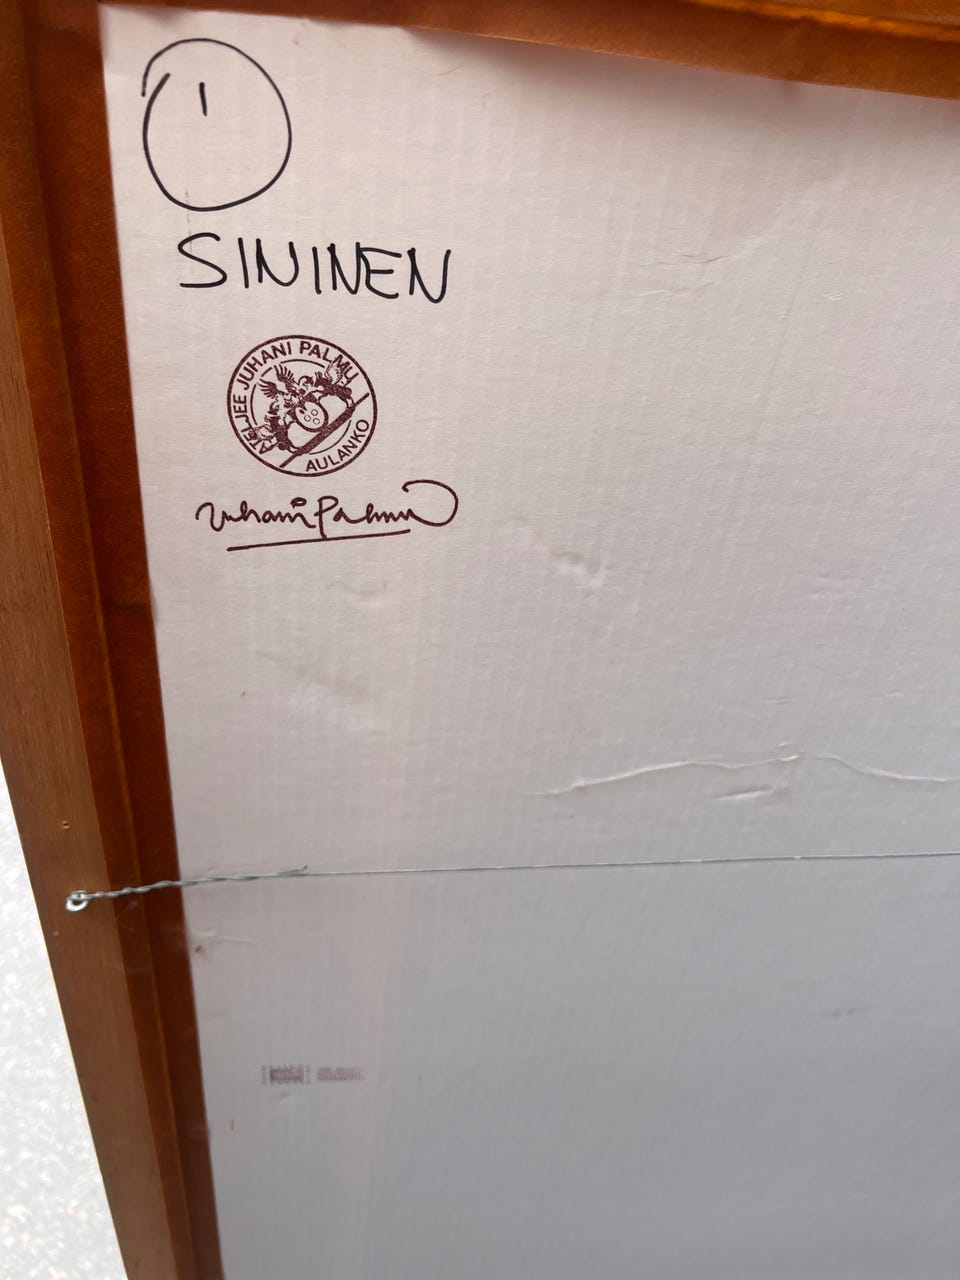 1
SININEN
ATELJEE JUHANI PALMU
AULANKO
Juhani Palmu